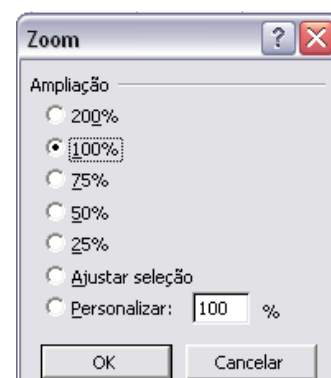 Zoom
Ampliação
200%
100%
75%
50%
25%
Ajustar seleção
Personalizar: 100 %
OK Cancelar